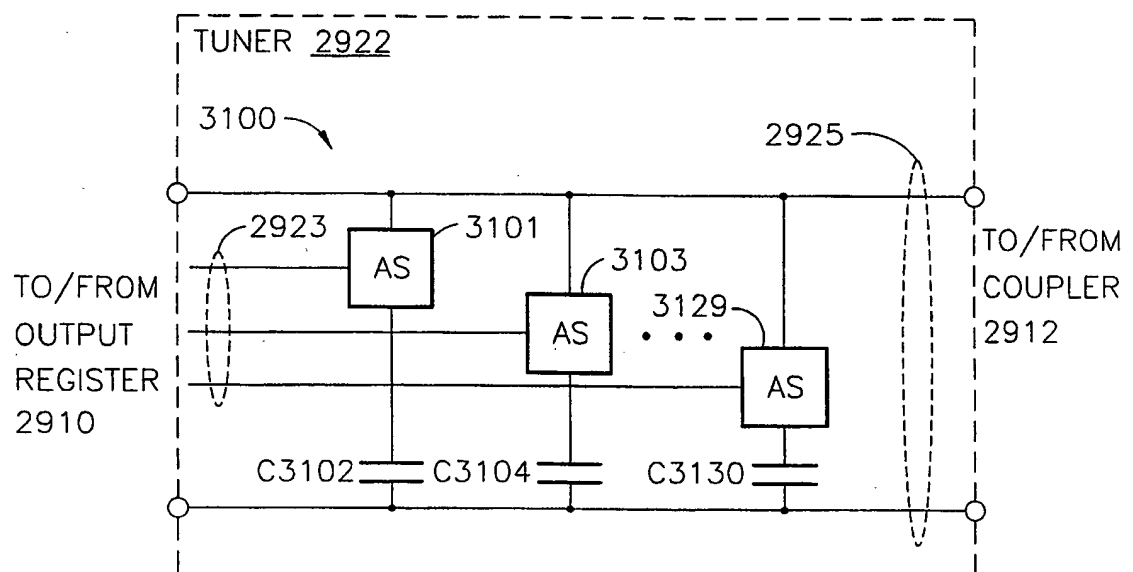 TUNER 2922
3100
2925
2923
3101
AS
TO/FROM
OUTPUT
REGISTER
2910
3103
AS
3129
AS
TO/FROM
COUPLER
2912
C3102
C3104
C3130